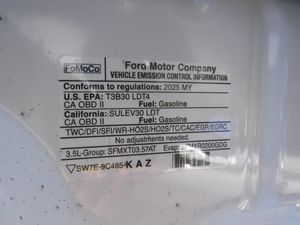 FoMoCo
Ford Motor Company
VEHICLE EMISSION CONTROL INFORMATION
Conforms to regulations: 2025 MY
U.S. EPA: T3B30 LDT4
CA OBD II Fuel: Gasoline
California: SULEV30 LDT
CA OBD II Fuel: Gasoline
TWC/DFI/SFI/WR-HO2S/HO2S/TC/CAC/EGR/EGRC
No adjustments needed.
3.5L-Group: SFMXT03.57AT Evap: SFMXR0200GDG
SW7E-9C485- KAZ